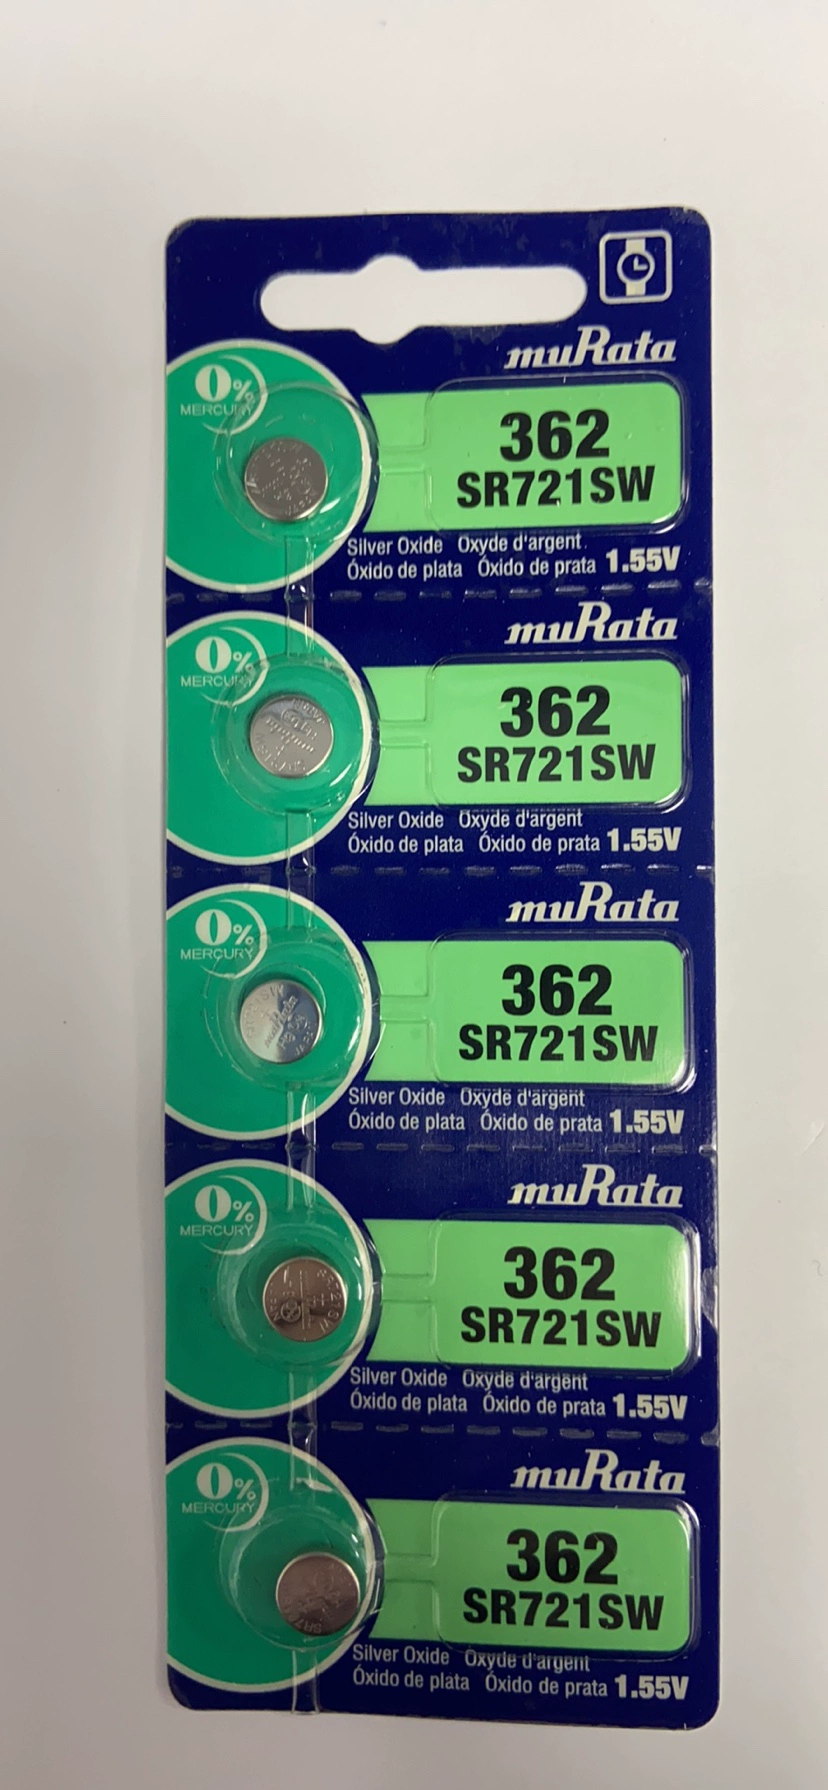 muRata
0%
MERCURY
362
SR721SW
Silver Oxide Oxyde d'argent
Óxido de plata Óxido de prata 1.55V
muRata
0%
MERCURY
362
SR721SW
Silver Oxide Oxyde d'argent
Óxido de plata Óxido de prata 1.55V
muRata
0%
MERCURY
362
SR721SW
Silver Oxide Oxyde d'argent
Óxido de plata Óxido de prata 1.55V
muRata
0%
MERCURY
362
SR721SW
Silver Oxide Oxyde d'argent
Óxido de plata Óxido de prata 1.55V
muRata
0%
MERCURY
362
SR721SW
Silver Oxide Oxyde d'argent
Óxido de plata Óxido de prata 1.55V